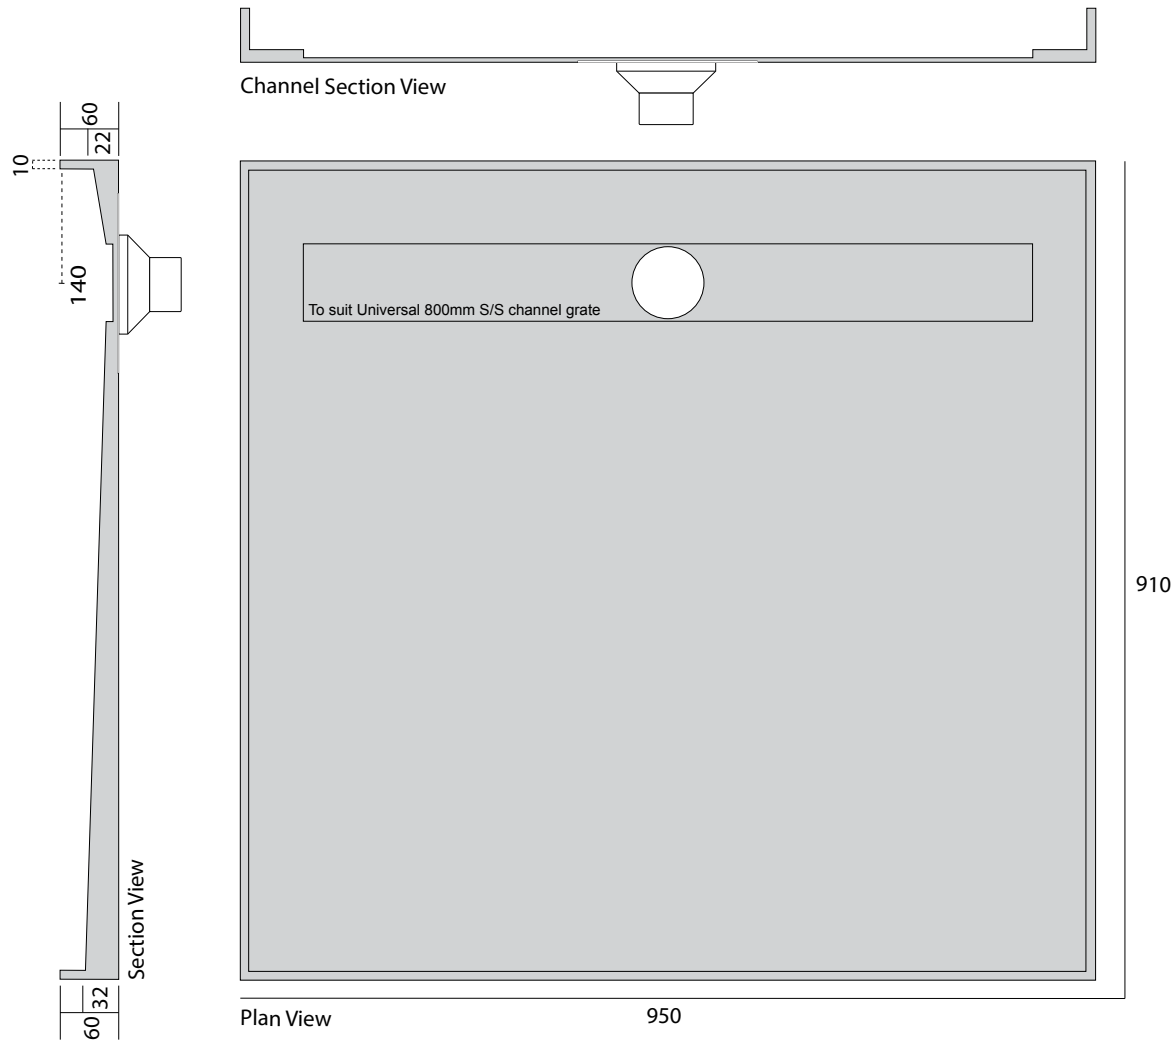 Channel Section View
60
22
10
140
To suit Universal 800mm S/S channel grate
910
Section View
32
60
Plan View
950